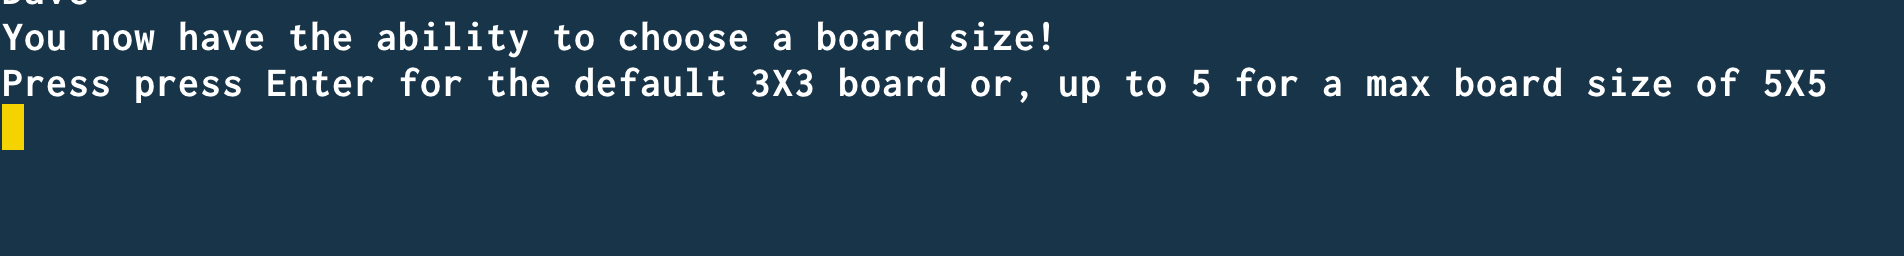 Dave
You now have the ability to choose a board size!
Press press Enter for the default 3X3 board or, up to 5 for a max board size of 5X5